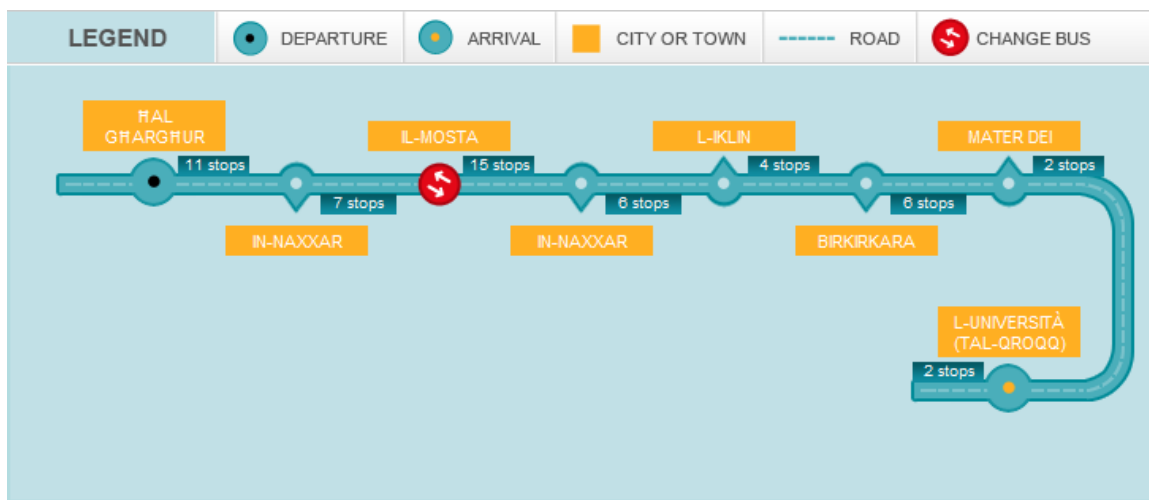 LEGEND
DEPARTURE
ARRIVAL
CITY OR TOWN
ROAD
CHANGE BUS
ĦAL
GĦARGĦUR
IL-MOSTA
L-IKLIN
MATER DEI
11 stops
15 stops
4 stops
2 stops
7 stops
6 stops
6 stops
IN-NAXXAR
IN-NAXXAR
BIRKIRKARA
L-UNIVERSITÀ
(TAL-QROQQ)
2 stops